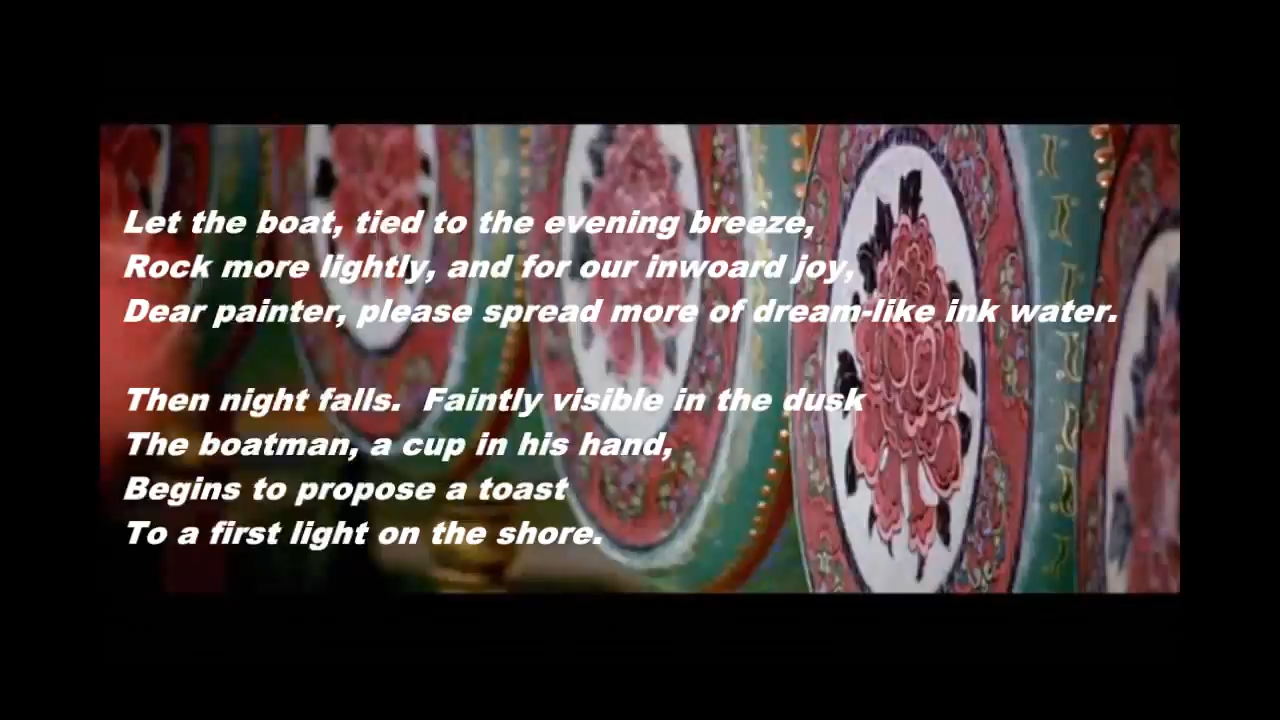 Let the boat, tied to the evening breeze,
Rock more lightly, and for our inwoard joy,
Dear painter, please spread more of dream-like ink water.
Then night falls.  Faintly visible in the dusk
The boatman, a cup in his hand,
Begins to propose a toast
To a first light on the shore.